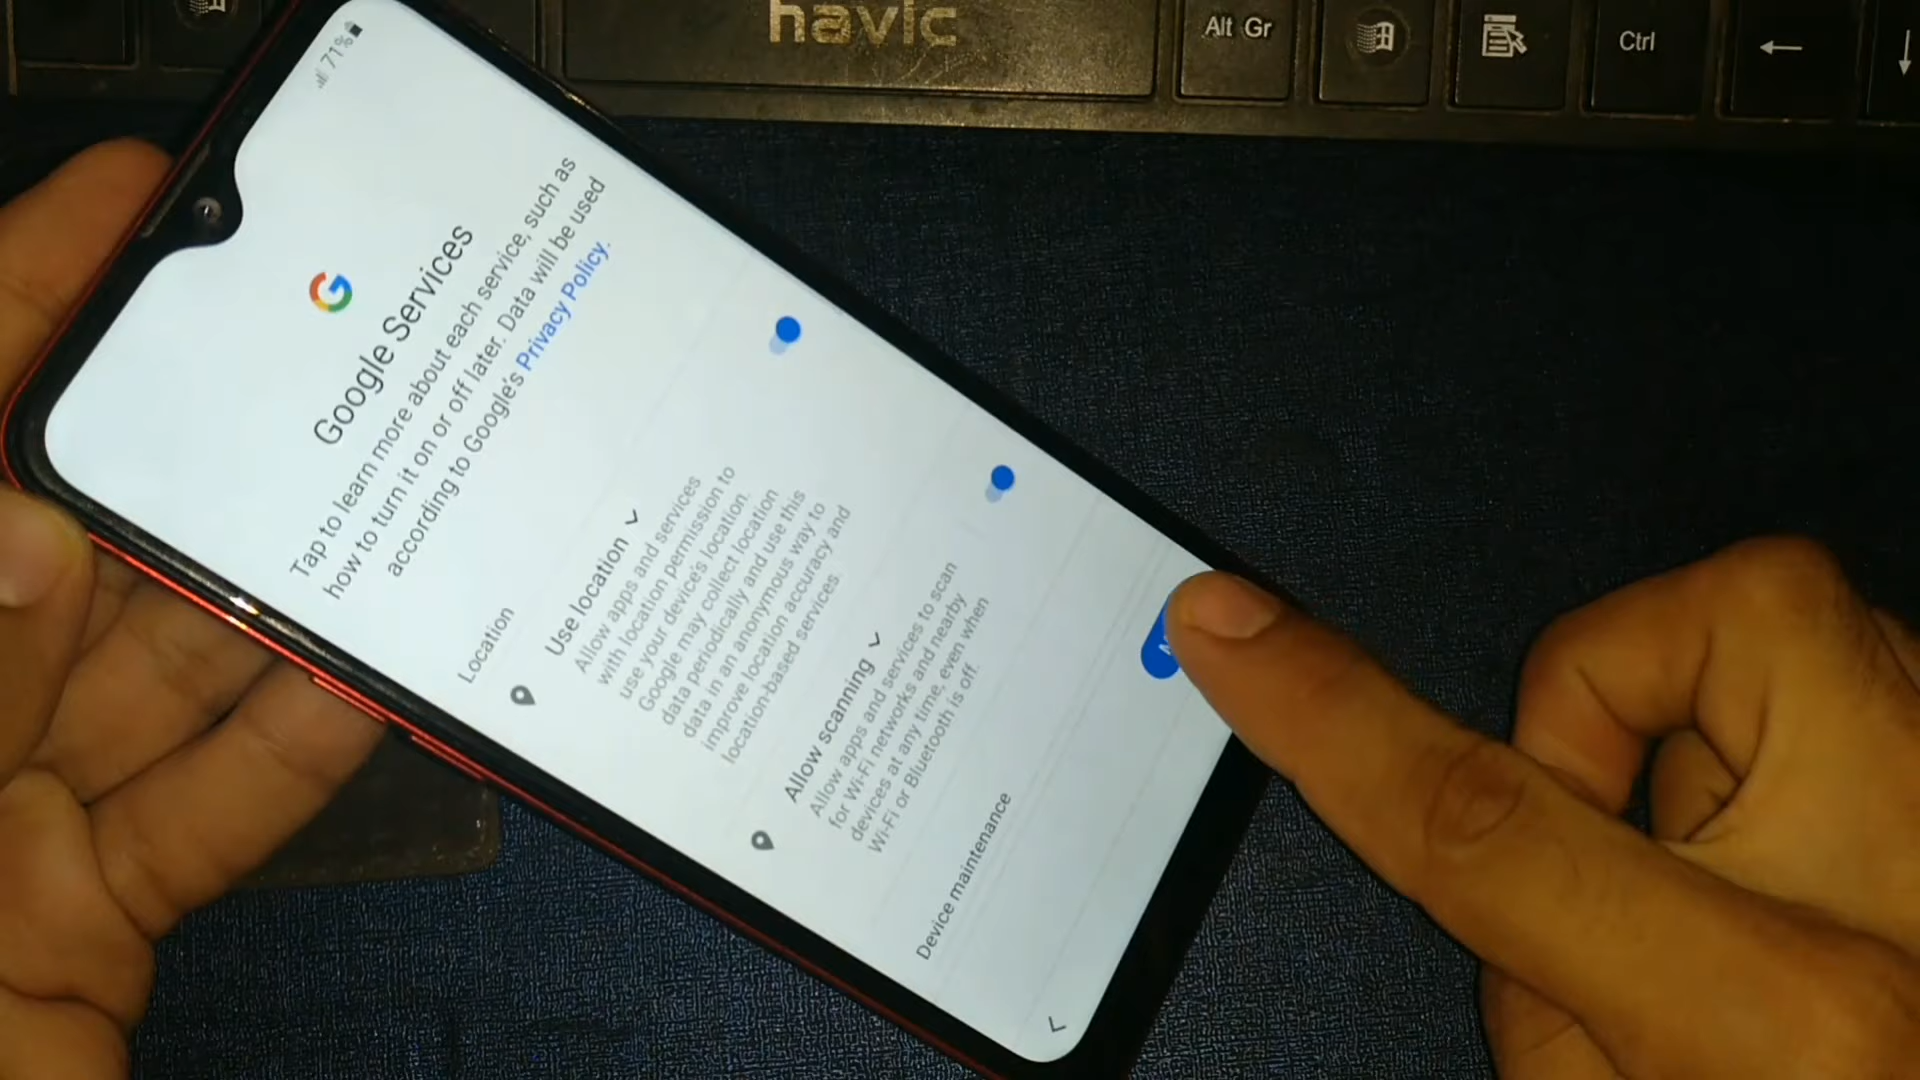 havic
Alt Gr
Ctrl
71%
Google Services
Tap to learn more about each service, such as
how to turn it on or off later. Data will be used
according to Google's Privacy Policy.
Location
Use location
Allow apps and services
with location permission to
use your device's location.
Google may collect location
data periodically and use this
data in an anonymous way to
improve location accuracy and
location-based services.
Allow scanning
Allow apps and services to scan
for Wi-Fi networks and nearby
devices at any time, even when
Wi-Fi or Bluetooth is off.
Device maintenance